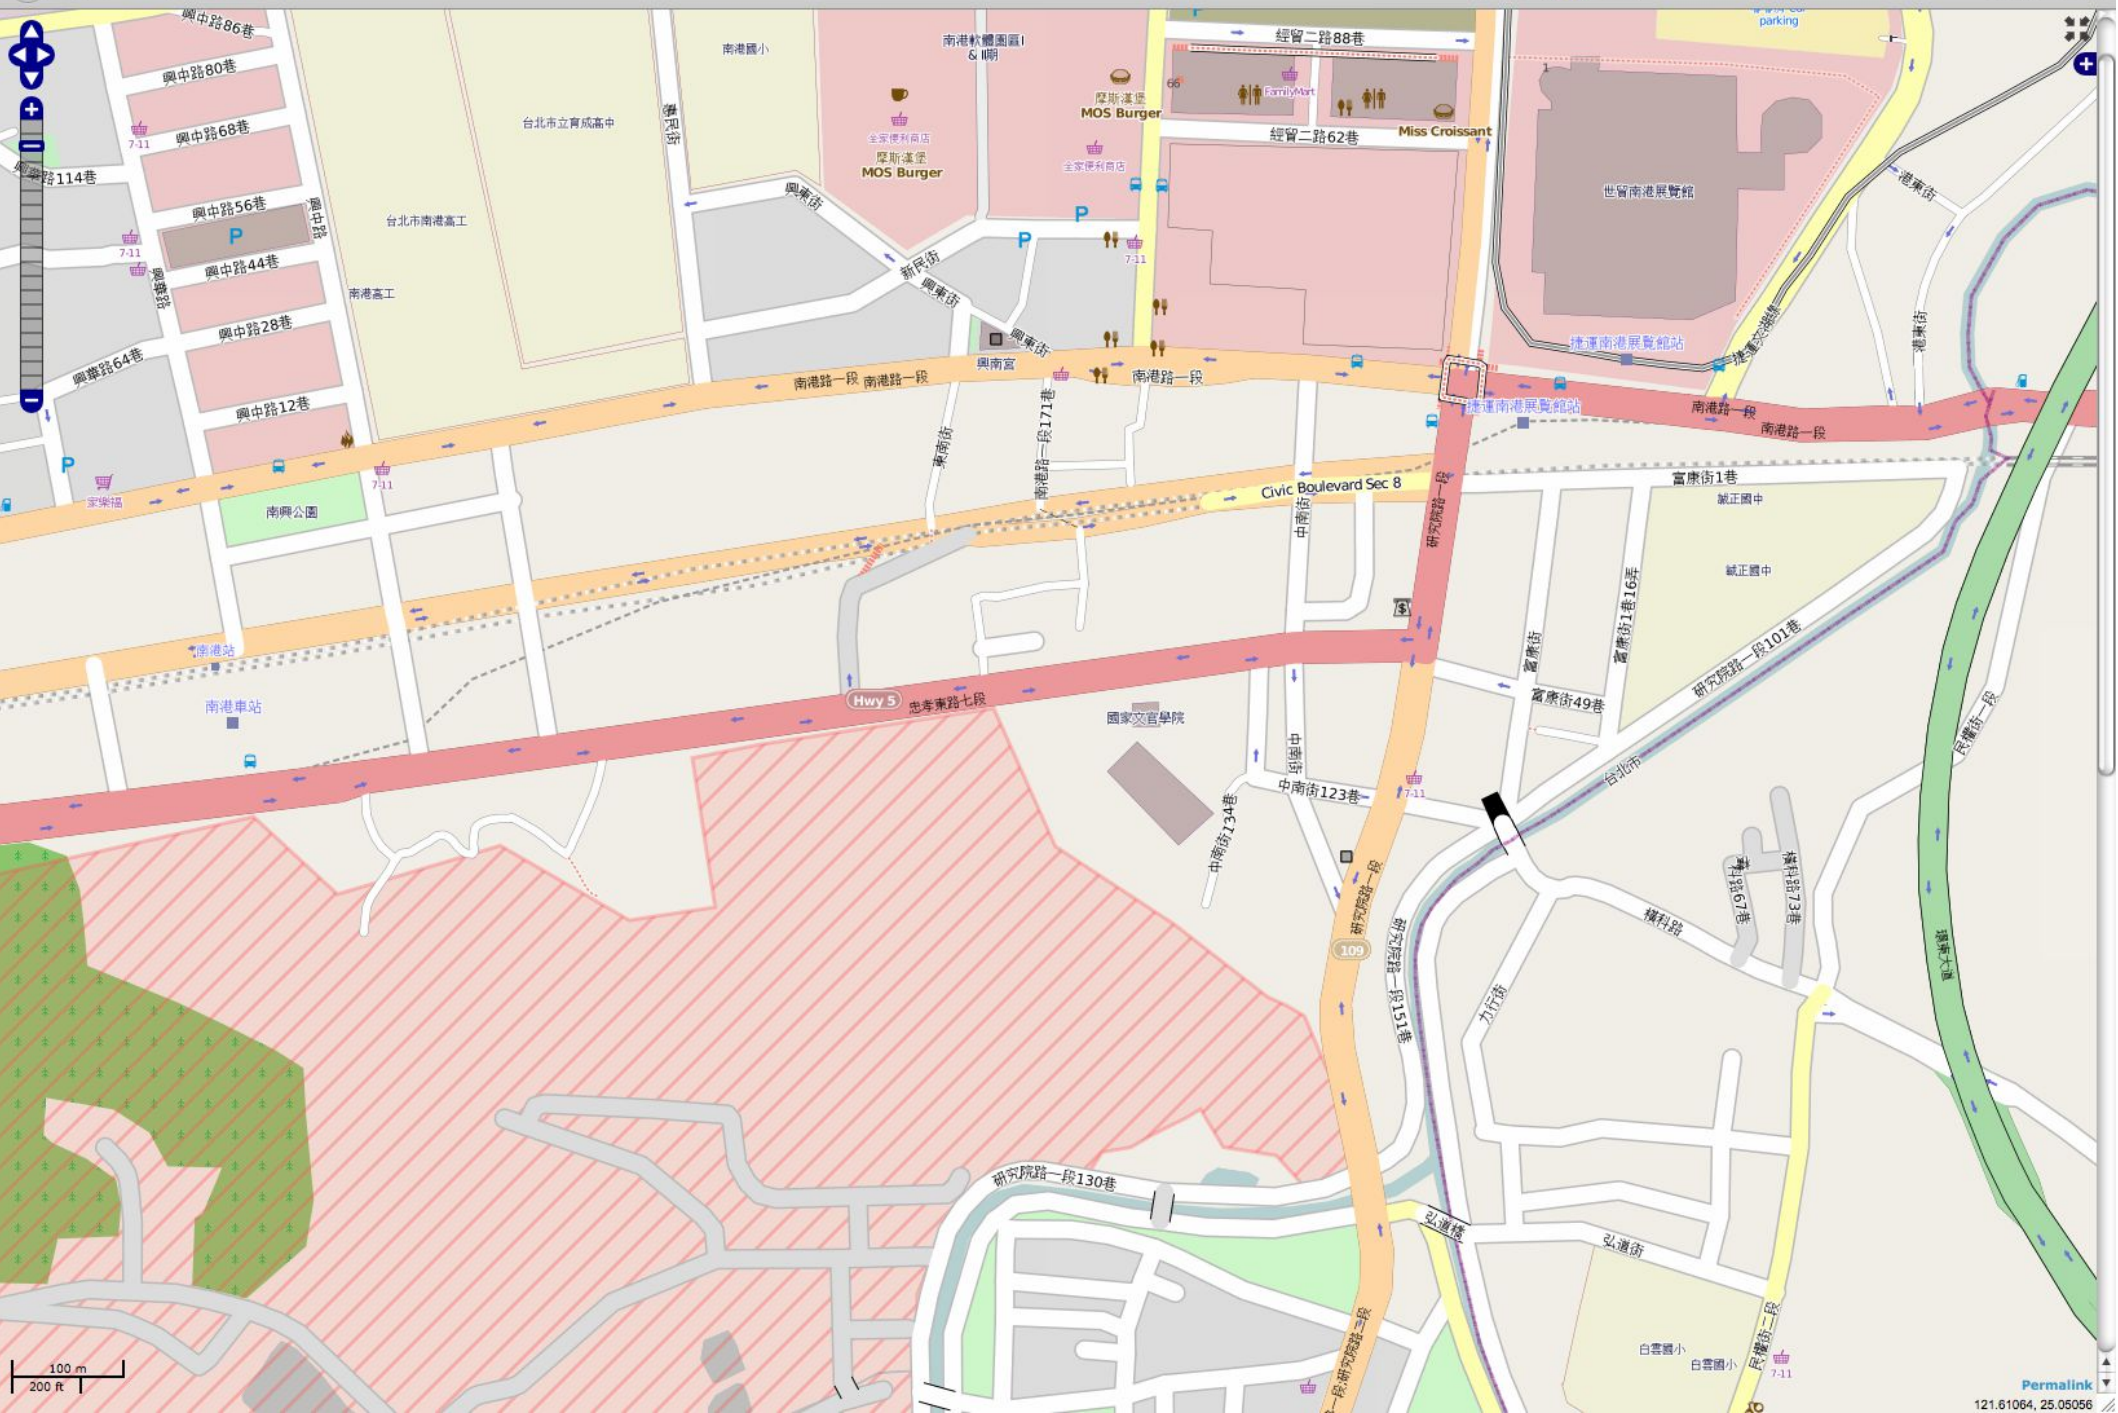 興中路86巷
南港國小
南港軟體園區I
& II期
經貿二路88巷
parking
興中路80巷
1
摩斯漢堡
MOS Burger
66
FamilyMart
惠民街
台北市立育成高中
興中路68巷
7-11
全家便利商店
摩斯漢堡
MOS Burger
經貿二路62巷
Miss Croissant
全家便利商店
興華路114巷
興東街
世貿南港展覽館
港東街
興中路56巷
興中路
台北市南港高工
P
P
P
7-11
興中路44巷
新民街
7-11
興華路
南港高工
興東街
興中路28巷
興東街
捷運南港展覽館站
港東街
興華路64巷
興南宮
南港路一段
南港路一段
南港路一段
興中路12巷
捷運南港展覽館站
南港路一段
南港路一段
南港路一段171巷
東南街
P
家樂福
7-11
南興公園
Civic Boulevard Sec 8
中南街
研究院路一段
富康街1巷
誠正國中
誠正國中
富康街
富康街1巷16弄
南港站
南港車站
Hwy 5
忠孝東路七段
國家文官學院
富康街49巷
研究院路一段101巷
民權街一段
中南街
台北市
中南街123巷
7-11
中南街134巷
橫科路67巷
橫科路73巷
研究院路一段
109
研究院路一段151巷
橫科路
環東大道
力行街
研究院路一段130巷
弘道橋
弘道街
白雲國小
白雲國小
民權街二段
7-11
100 m
200 ft
Permalink
121.61064, 25.05056